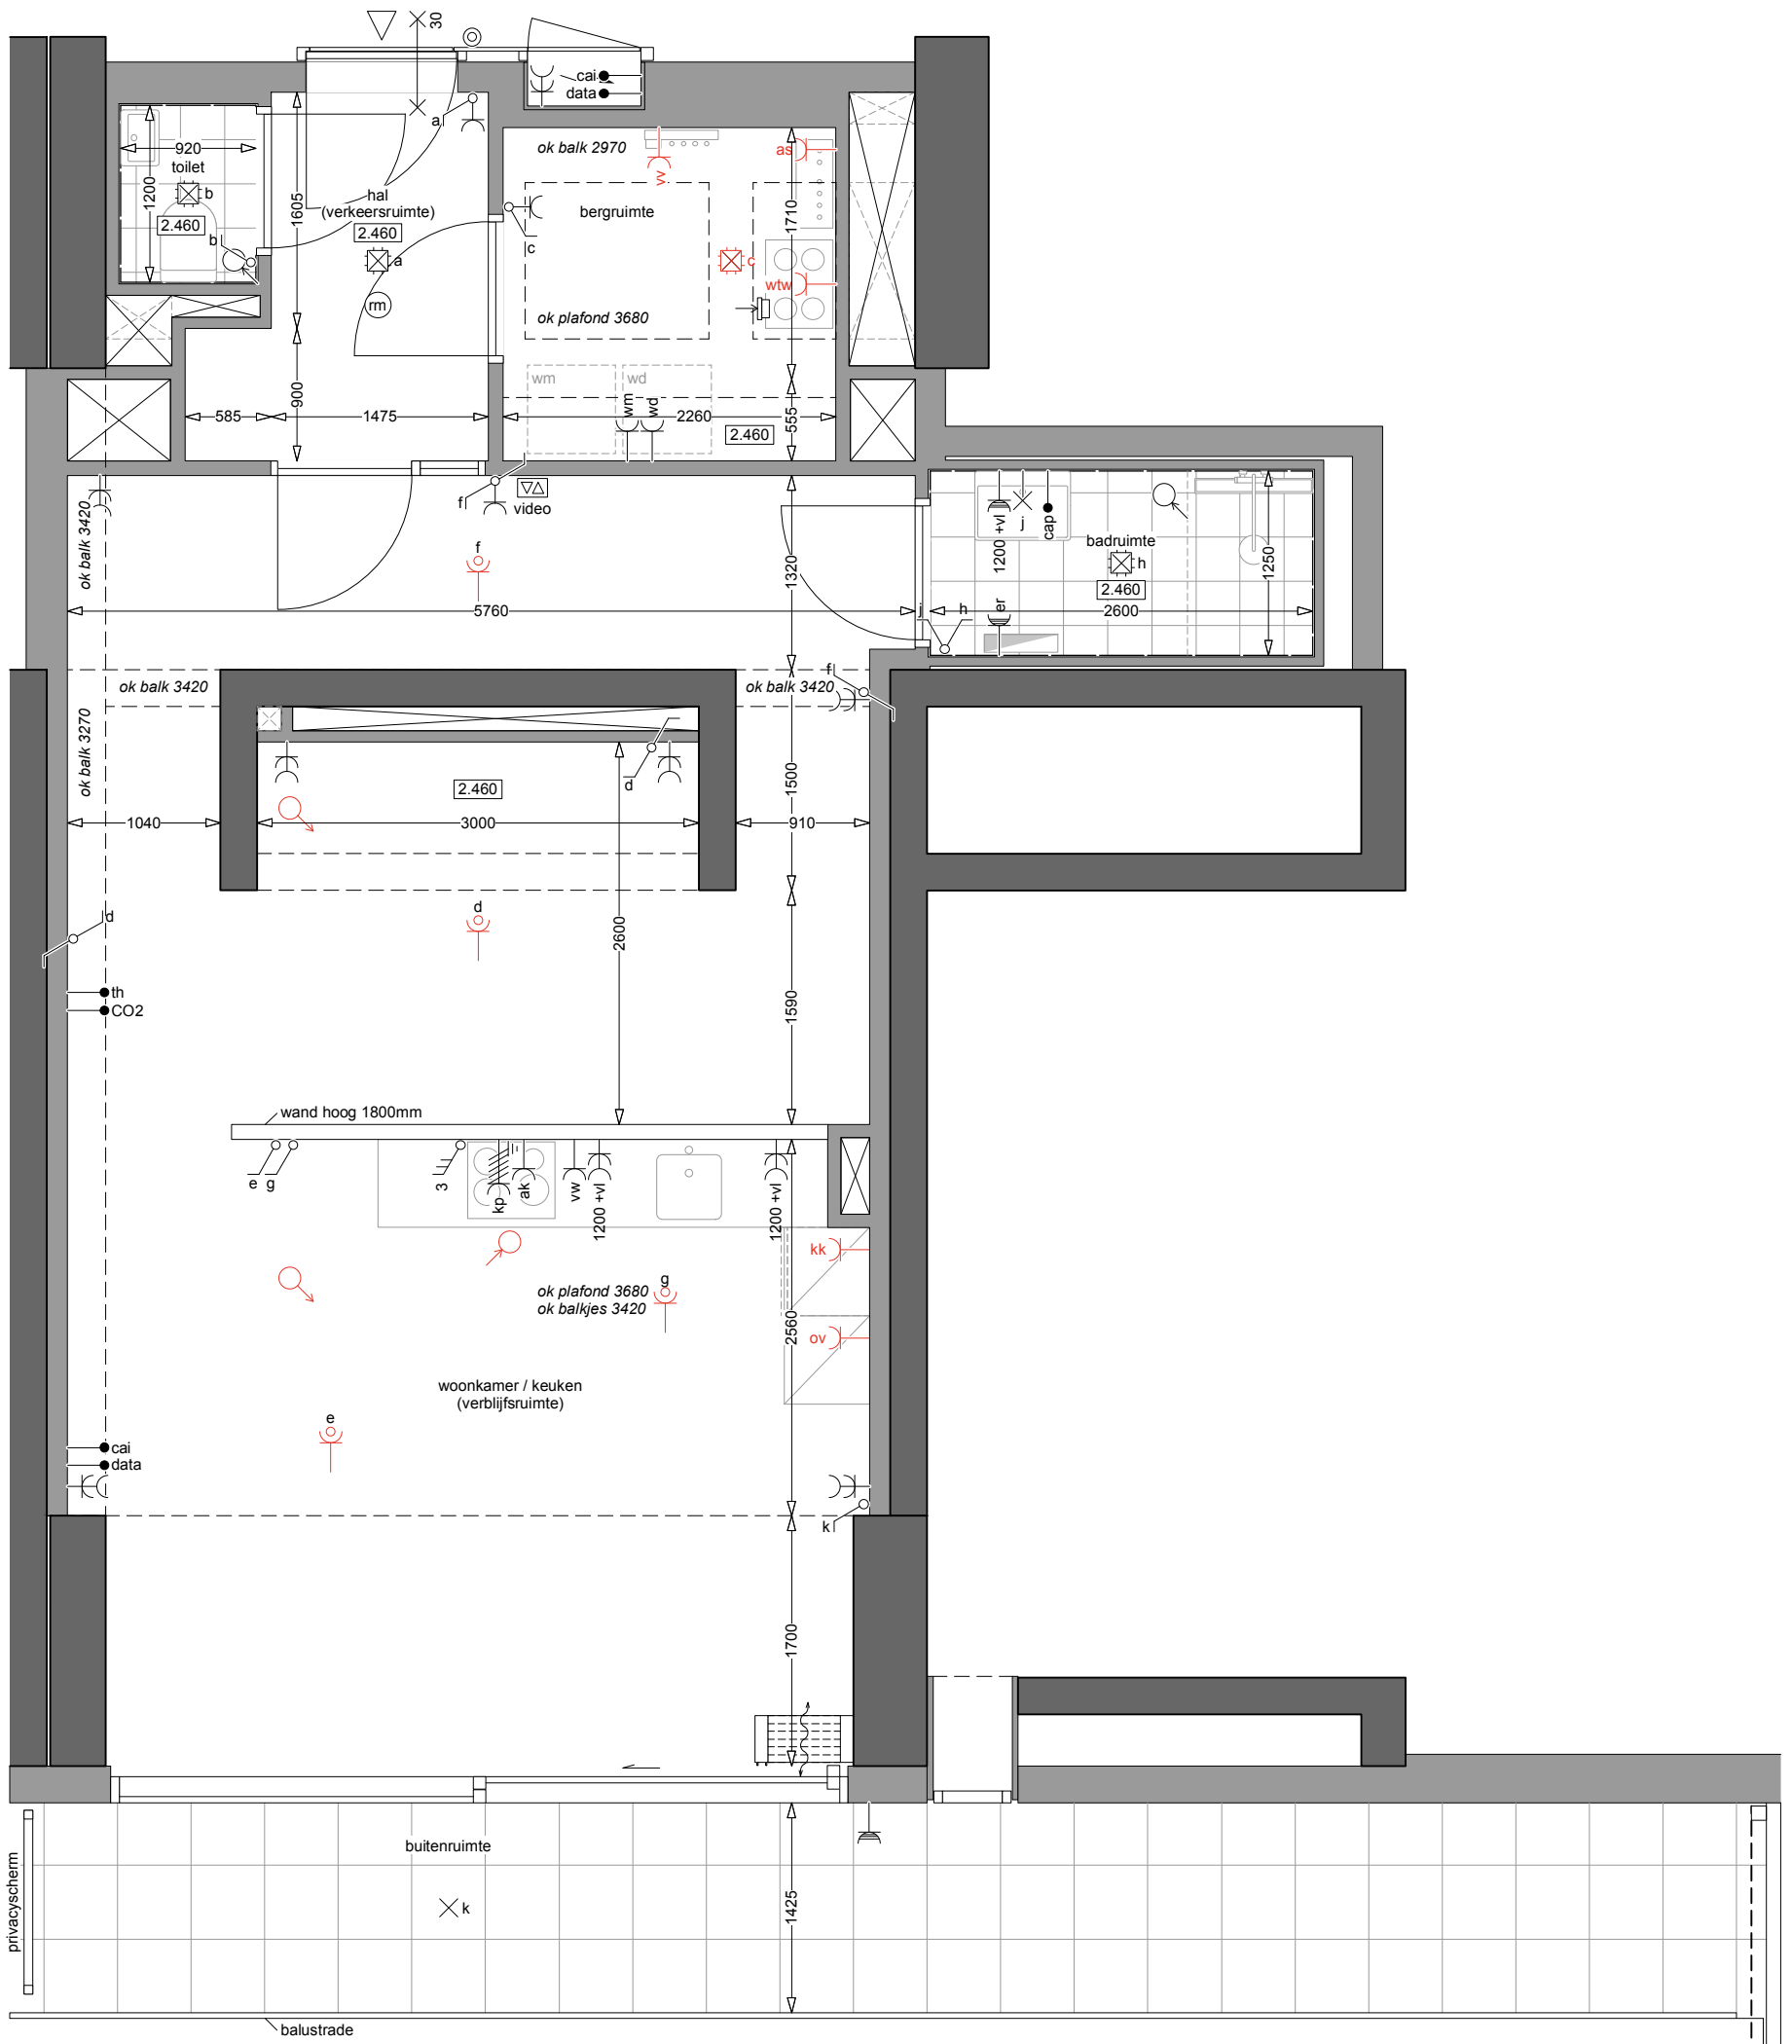 30
cai
data
a
ok balk 2970
as
vv
920
toilet
b
1200
2.460
b
1605
hal
(verkeersruimte)
2.460
a
rm
bergruimte
c
1710
c
wtw
ok plafond 3680
900
wm
wd
wm
wd
585
1475
2260
555
2.460
f
video
ok balk 3420
f
1320
1200 +vl
j
cap
badruimte
h
2.460
1250
5760
j
h
er
2600
ok balk 3420
f
ok balk 3420
ok balk 3270
d
2.460
1500
1040
3000
910
d
d
2600
th
CO2
1590
wand hoog 1800mm
e
g
3
kp
ak
vw
1200 +vl
1200 +vl
kk
g
ok plafond 3680
ok balkjes 3420
2560
ov
woonkamer / keuken
(verblijfsruimte)
e
cai
data
k
1700
buitenruimte
privacyscherm
k
1425
balustrade